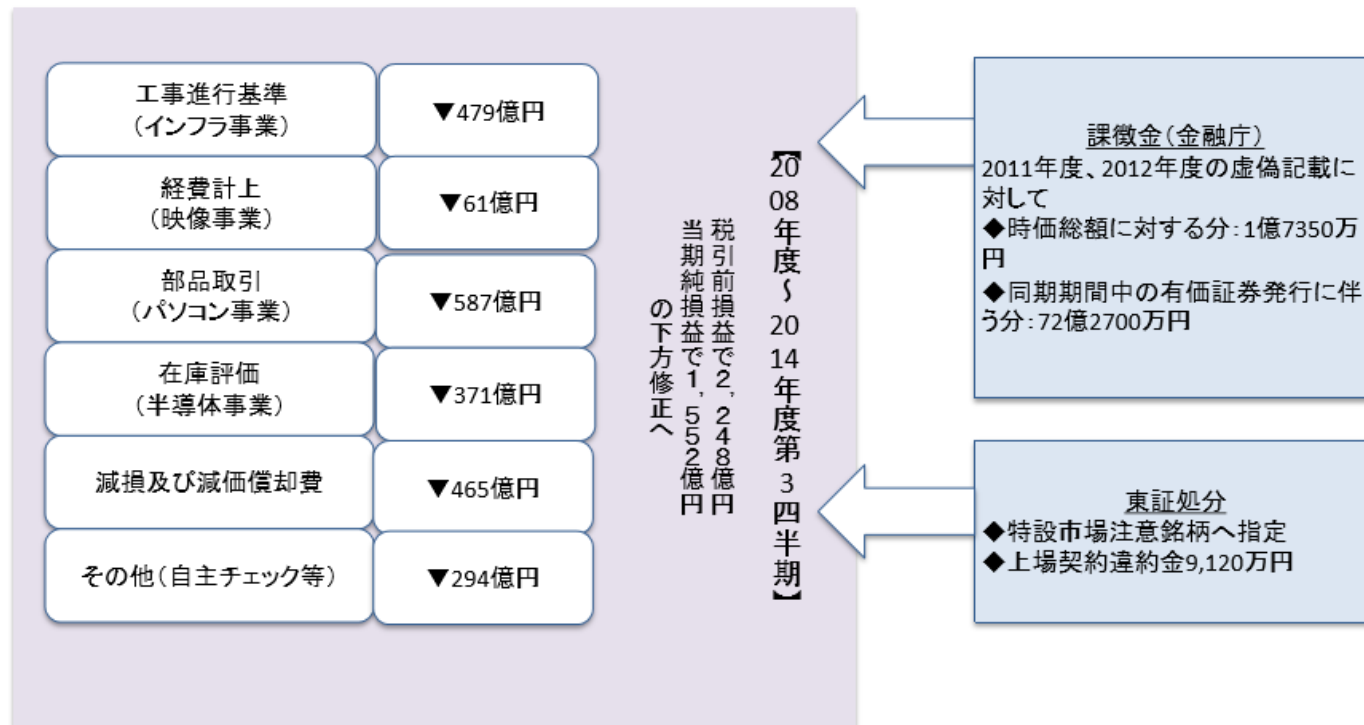 工事進行基準
（インフラ事業）
▼479億円
経費計上
（映像事業）
▼61億円
部品取引
（パソコン事業）
▼587億円
在庫評価
（半導体事業）
▼371億円
減損及び減価償却費
▼465億円
その他（自主チェック等）
▼294億円
【2008年度～2014年度第3四半期】
税引前損益で２，２４８億円
当期純損益で１，５５２億円
の下方修正へ
課徴金（金融庁）
2011年度、2012年度の虚偽記載に
対して
◆時価総額に対する分：1億7350万
円
◆同期期間中の有価証券発行に伴
う分：72億2700万円
東証処分
◆特設市場注意銘柄へ指定
◆上場契約違約金9,120万円